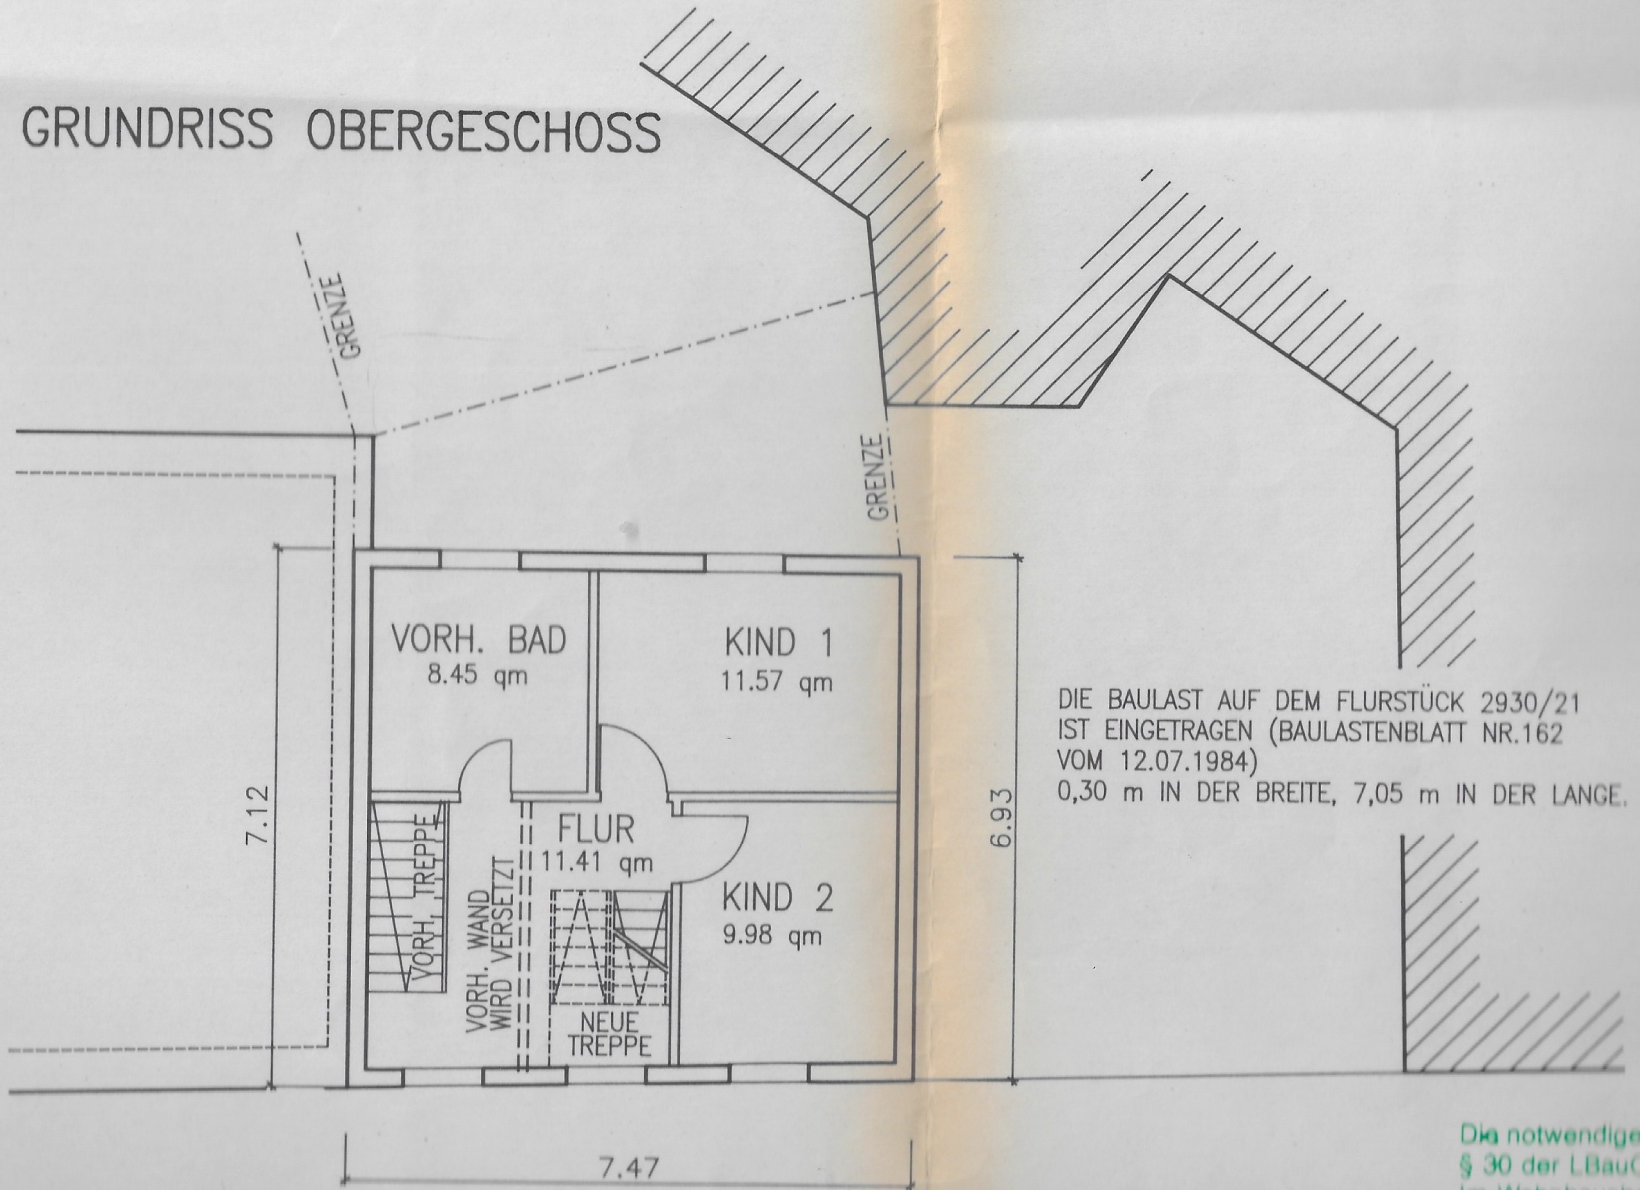 GRUNDRISS OBERGESCHOSS
GRENZE
GRENZE
VORH. BAD
8.45 qm
KIND 1
11.57 qm
DIE BAULAST AUF DEM FLURSTÜCK 2930/21
IST EINGETRAGEN (BAULASTENBLATT NR.162
VOM 12.07.1984)
0,30 m IN DER BREITE, 7,05 m IN DER LANGE.
7.12
6.93
VORH. TREPPE
FLUR
11.41 qm
VORH. WAND
WIRD VERSETZT
KIND 2
9.98 qm
NEUE
TREPPE
7.47
Die notwendige
§ 30 der LBau